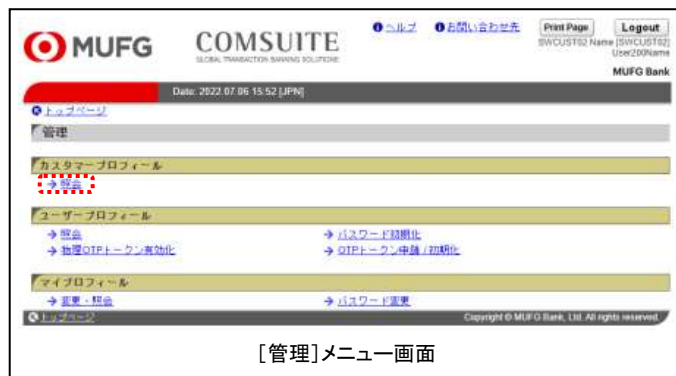 MUFG
COMSUITE
GLOBAL TRANSACTION BANKING SOLUTIONS
ヘルプ お問い合わせ先
Print Page Logout
SWCUST02 Name [SWCUST02]
User200Name
MUFG Bank
Date: 2022.07.06 15:52 [JPN]
トップページ
管理
カスタマープロフィール
照会
ユーザープロフィール
照会 パスワード初期化
物理OTPトークン有効化 OTPトークン申請/初期化
マイプロフィール
変更・照会 パスワード変更
トップページ Copyright © MUFG Bank, Ltd. All rights reserved.
[管理]メニュー画面